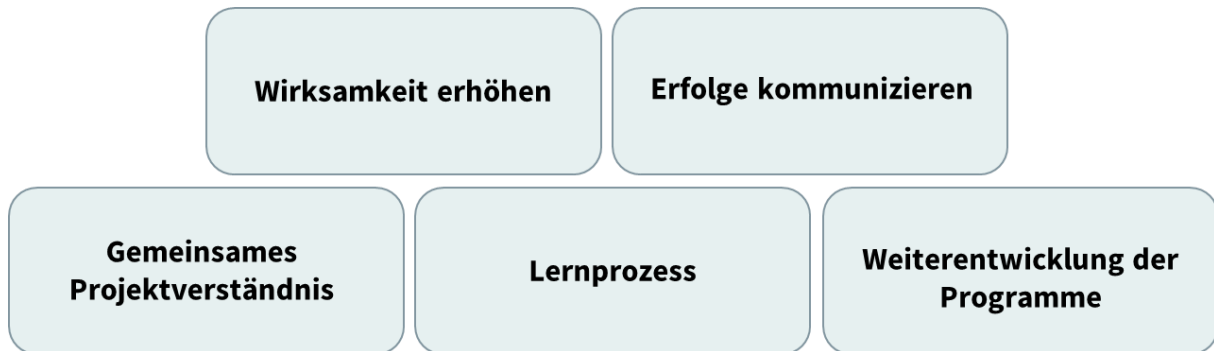 Wirksamkeit erhöhen
Erfolge kommunizieren
Gemeinsames
Projektverständnis
Lernprozess
Weiterentwicklung der
Programme